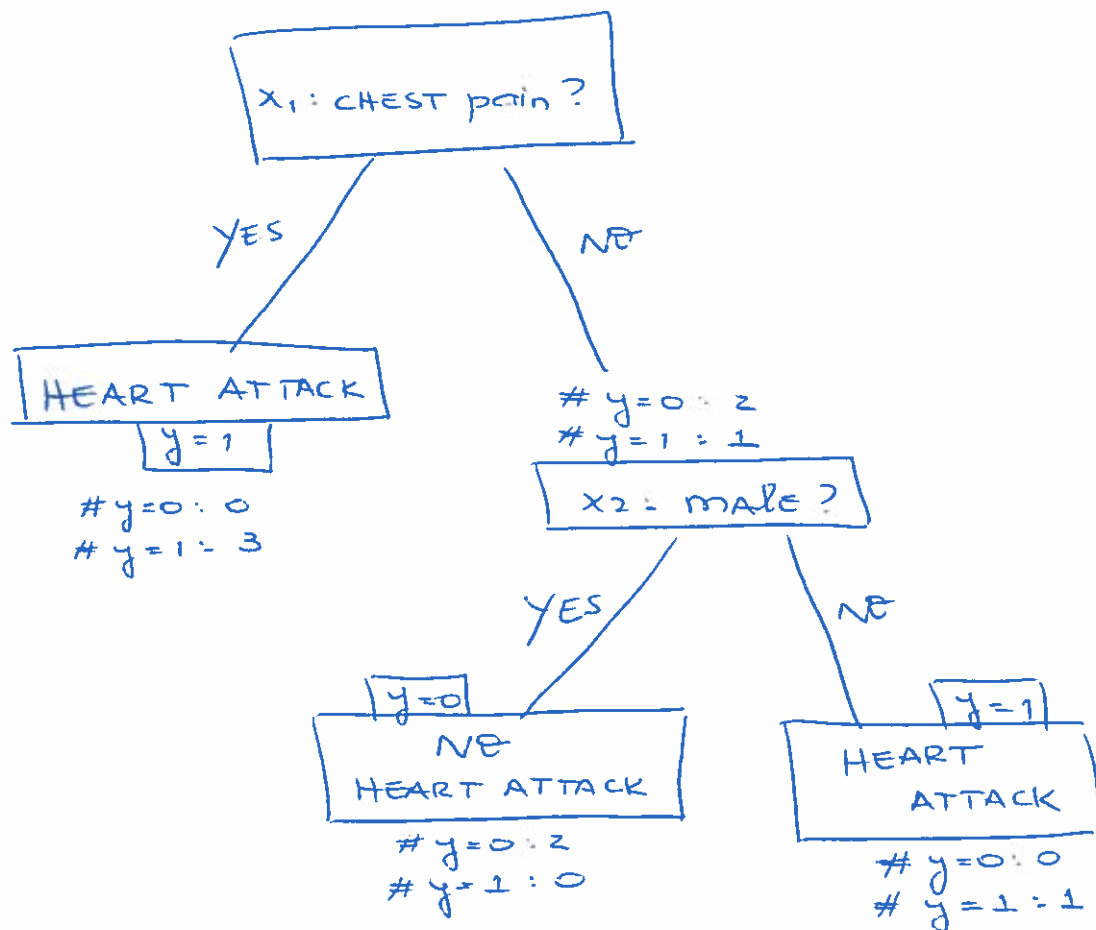 x₁: CHEST pain?
YES
NO
HEART ATTACK
y=1
# y=0: 0
# y=1: 3
# y=0: 2
# y=1: 1
x2: MALE?
YES
NO
y=0
NO
HEART ATTACK
# y=0: 2
# y=1: 0
y=1
HEART
ATTACK
# y=0: 0
# y=1: 1